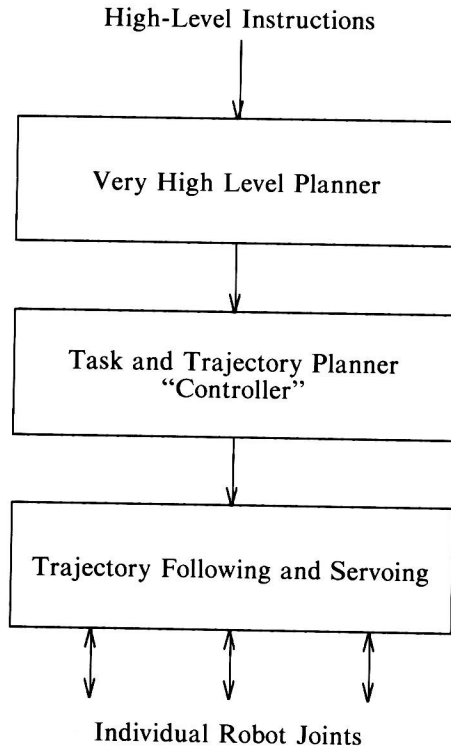 High-Level Instructions
Very High Level Planner
Task and Trajectory Planner
“Controller”
Trajectory Following and Servoing
Individual Robot Joints